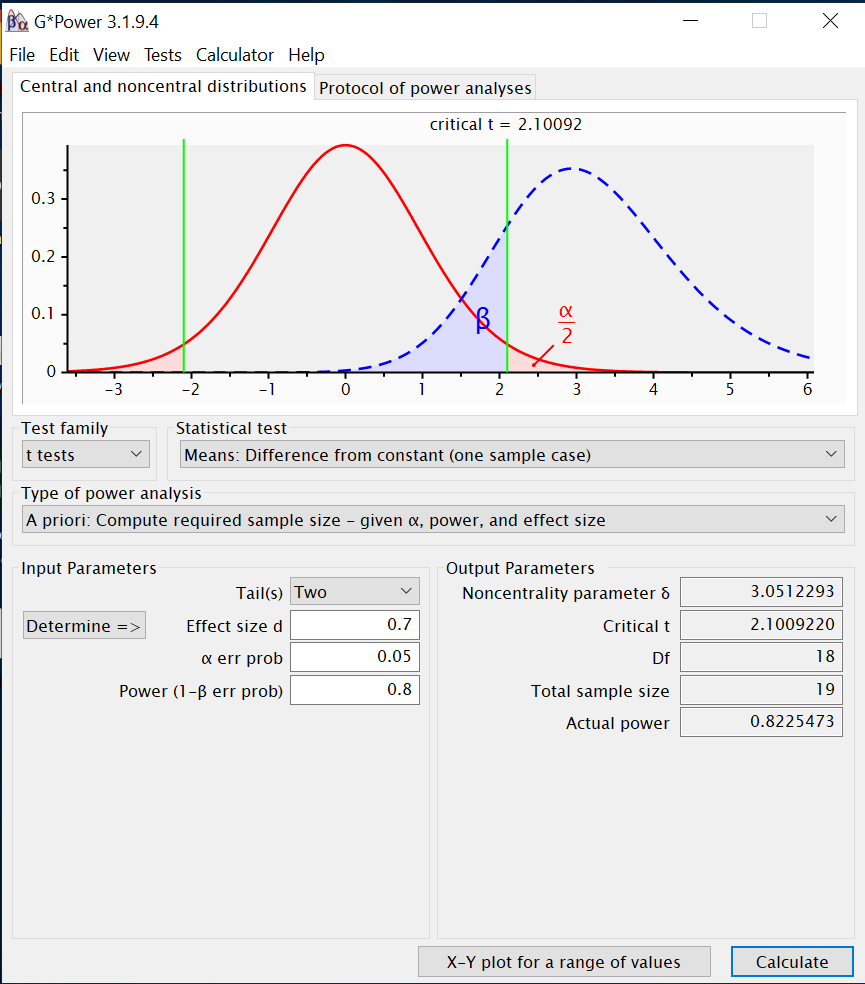 βα G*Power 3.1.9.4
File Edit View Tests Calculator Help
Central and noncentral distributions Protocol of power analyses
critical t = 2.10092
0.3
0.2
0.1
0
β
α
2
−3 −2 −1 0 1 2 3 4 5 6
Test family Statistical test
t tests Means: Difference from constant (one sample case)
Type of power analysis
A priori: Compute required sample size – given α, power, and effect size
Input Parameters
Tail(s) Two
Determine => Effect size d 0.7
α err prob 0.05
Power (1−β err prob) 0.8
Output Parameters
Noncentrality parameter δ 3.0512293
Critical t 2.1009220
Df 18
Total sample size 19
Actual power 0.8225473
X−Y plot for a range of values Calculate